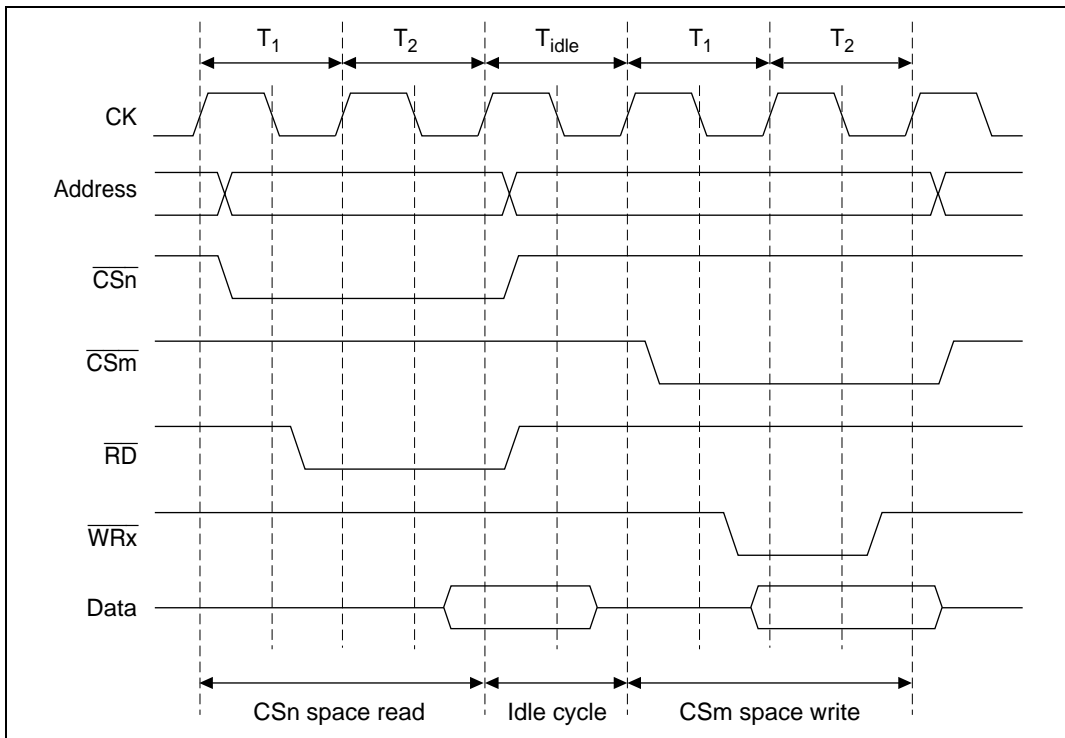 T1 T2 Tidle T1 T2
CK
Address
CSn
CSm
RD
WRx
Data
CSn space read Idle cycle CSm space write